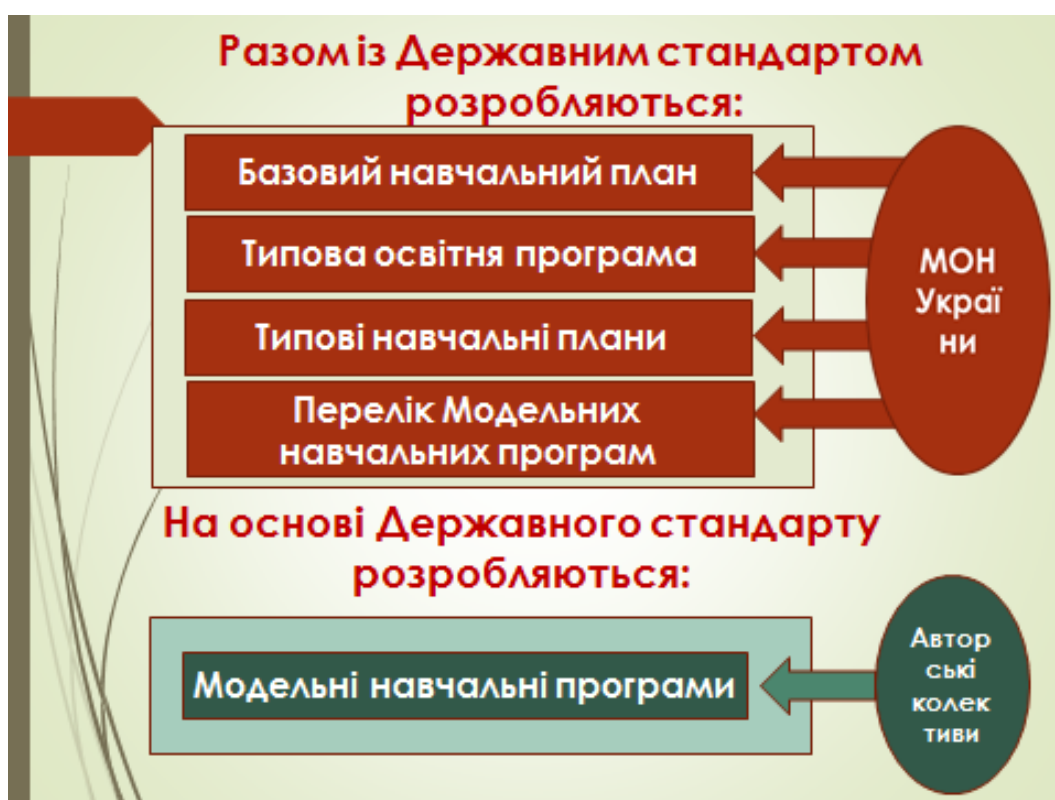 Разом із Державним стандартом
розробляються:
Базовий навчальний план
Типова освітня програма
Типові навчальні плани
Перелік Модельних
навчальних програм
МОН
Украї
ни
На основі Державного стандарту
розробляються:
Модельні навчальні програми
Автор
ські
колек
тиви